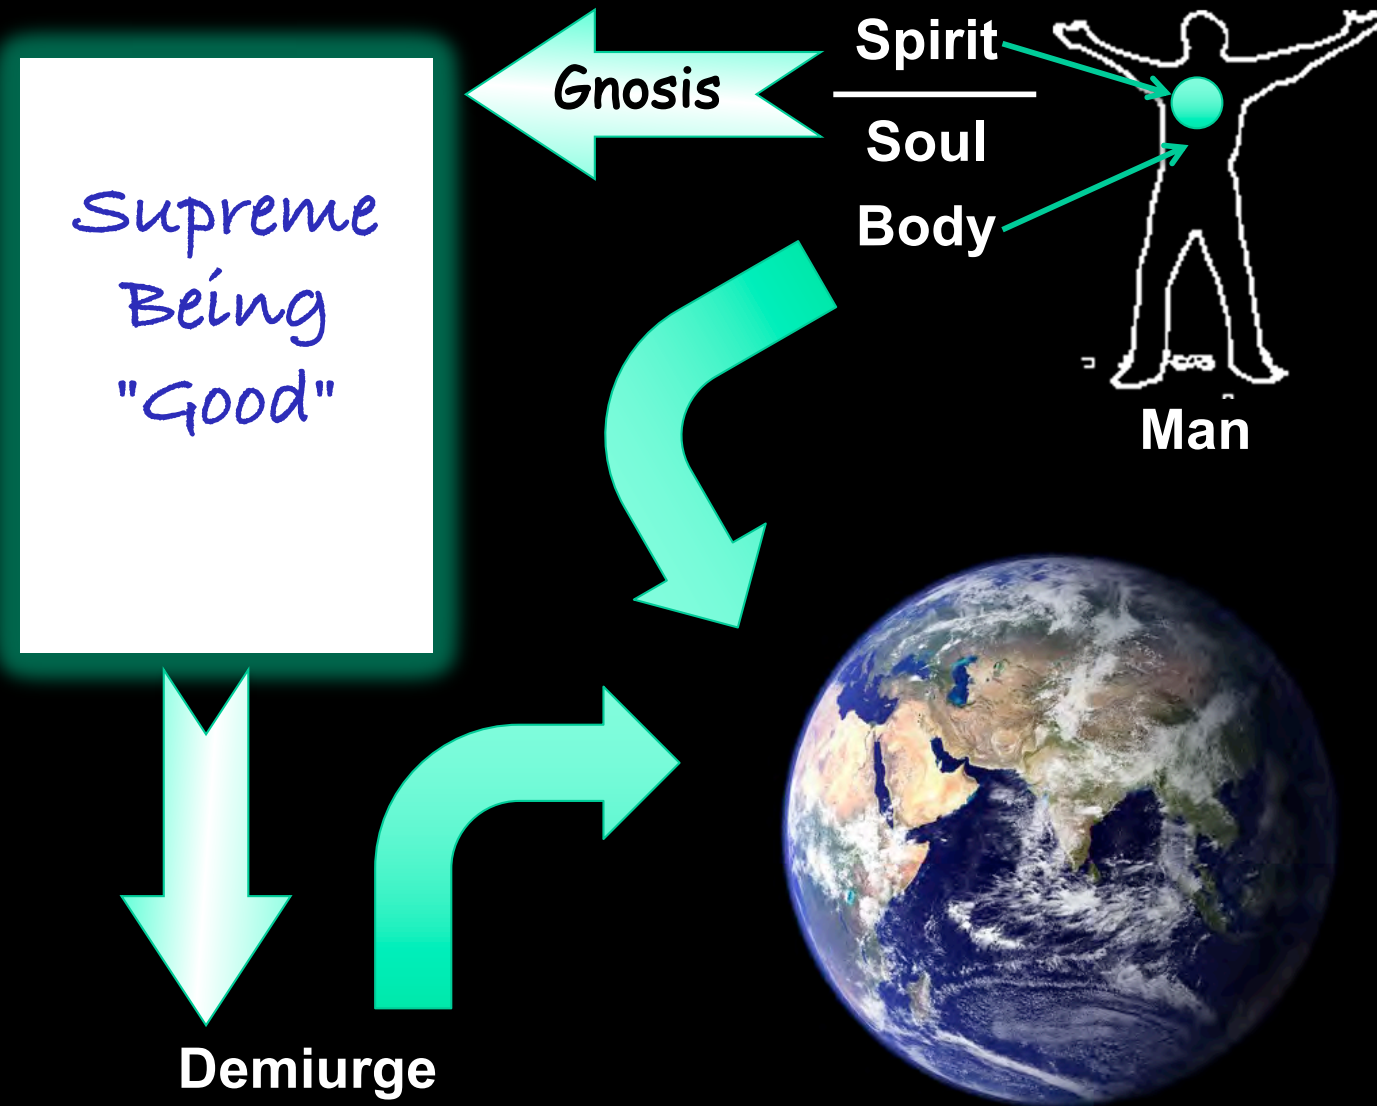 Supreme
Being
"Good"
Gnosis
Spirit
Soul
Body
Man
Demiurge